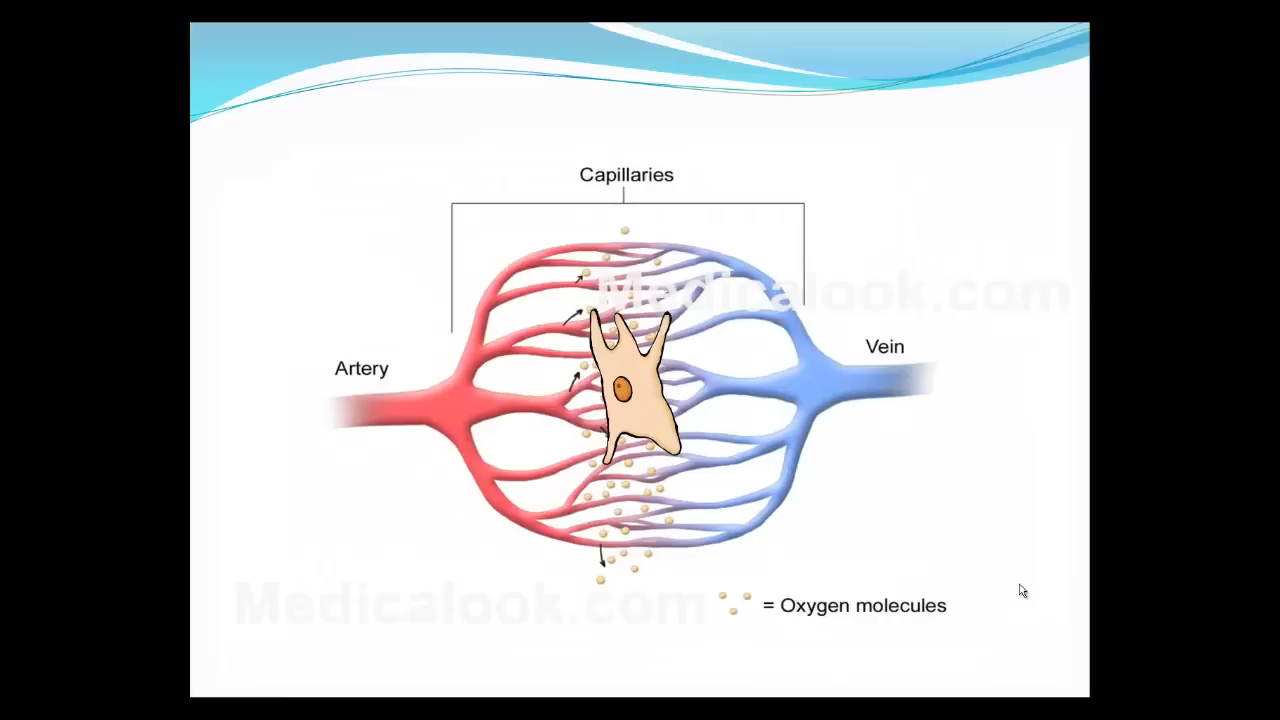 Capillaries
Medicalook.com
Vein
Artery
Medicalook.com
= Oxygen molecules